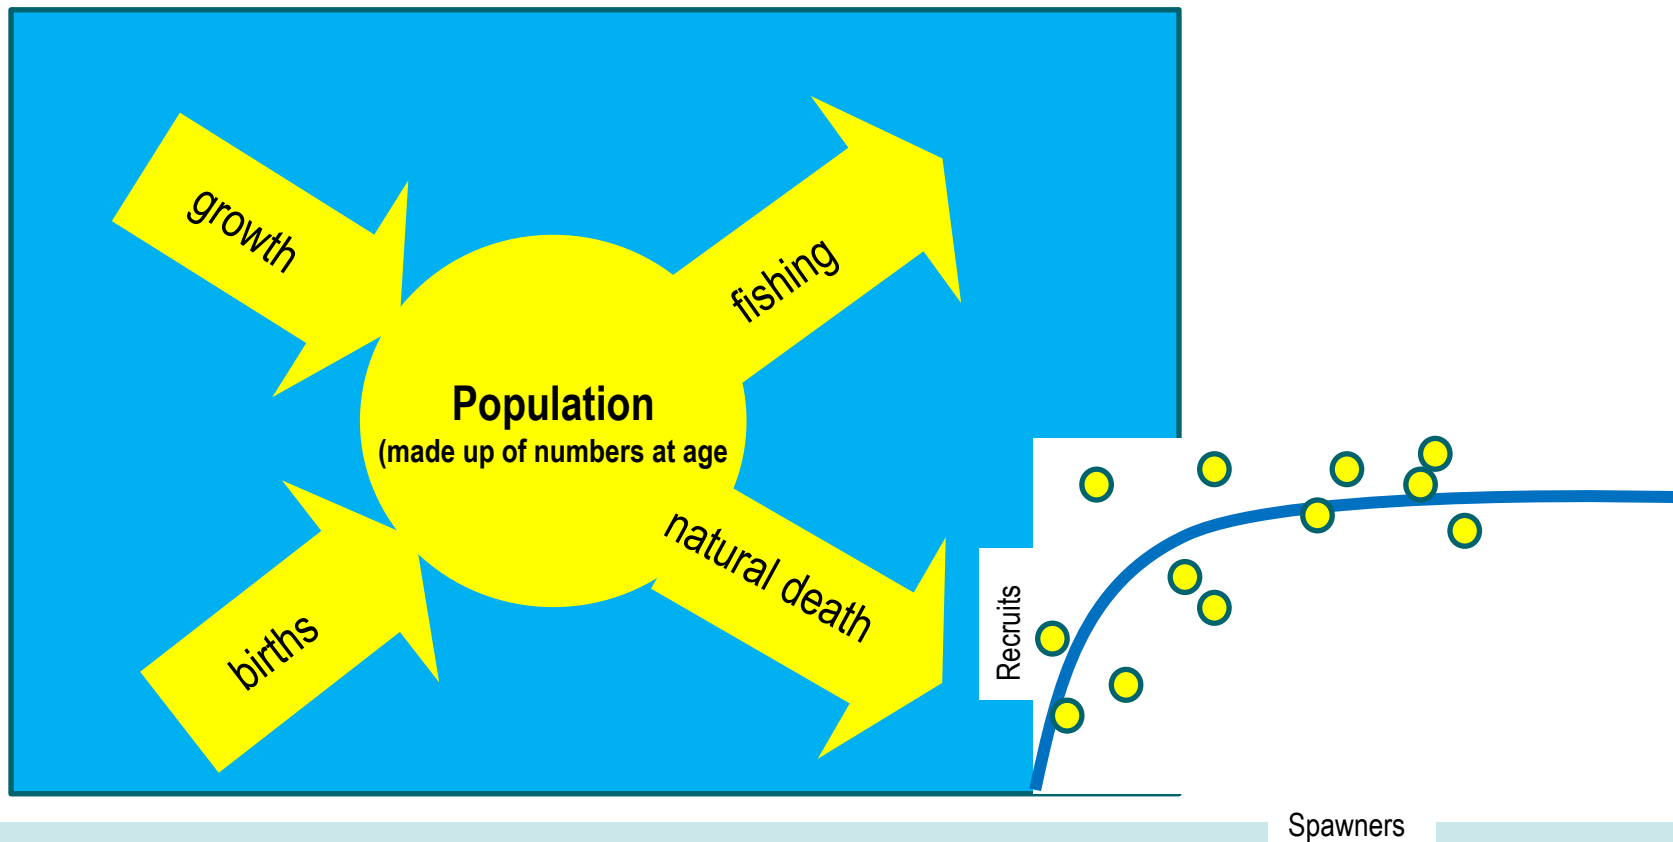 growth
fishing
Population
(made up of numbers at age
natural death
births
Recruits
Spawners